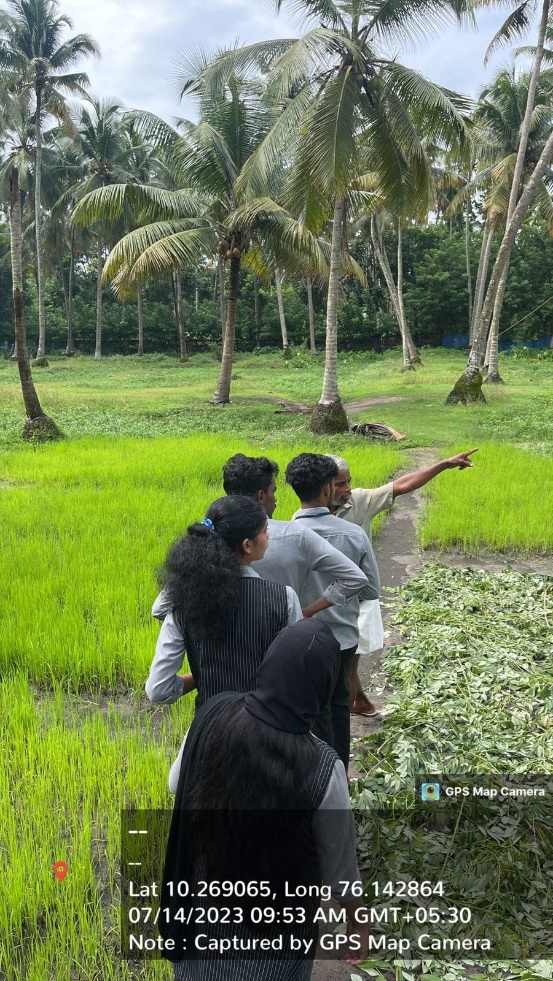 GPS Map Camera
--
--
Lat 10.269065, Long 76.142864
07/14/2023 09:53 AM GMT+05:30
Note : Captured by GPS Map Camera